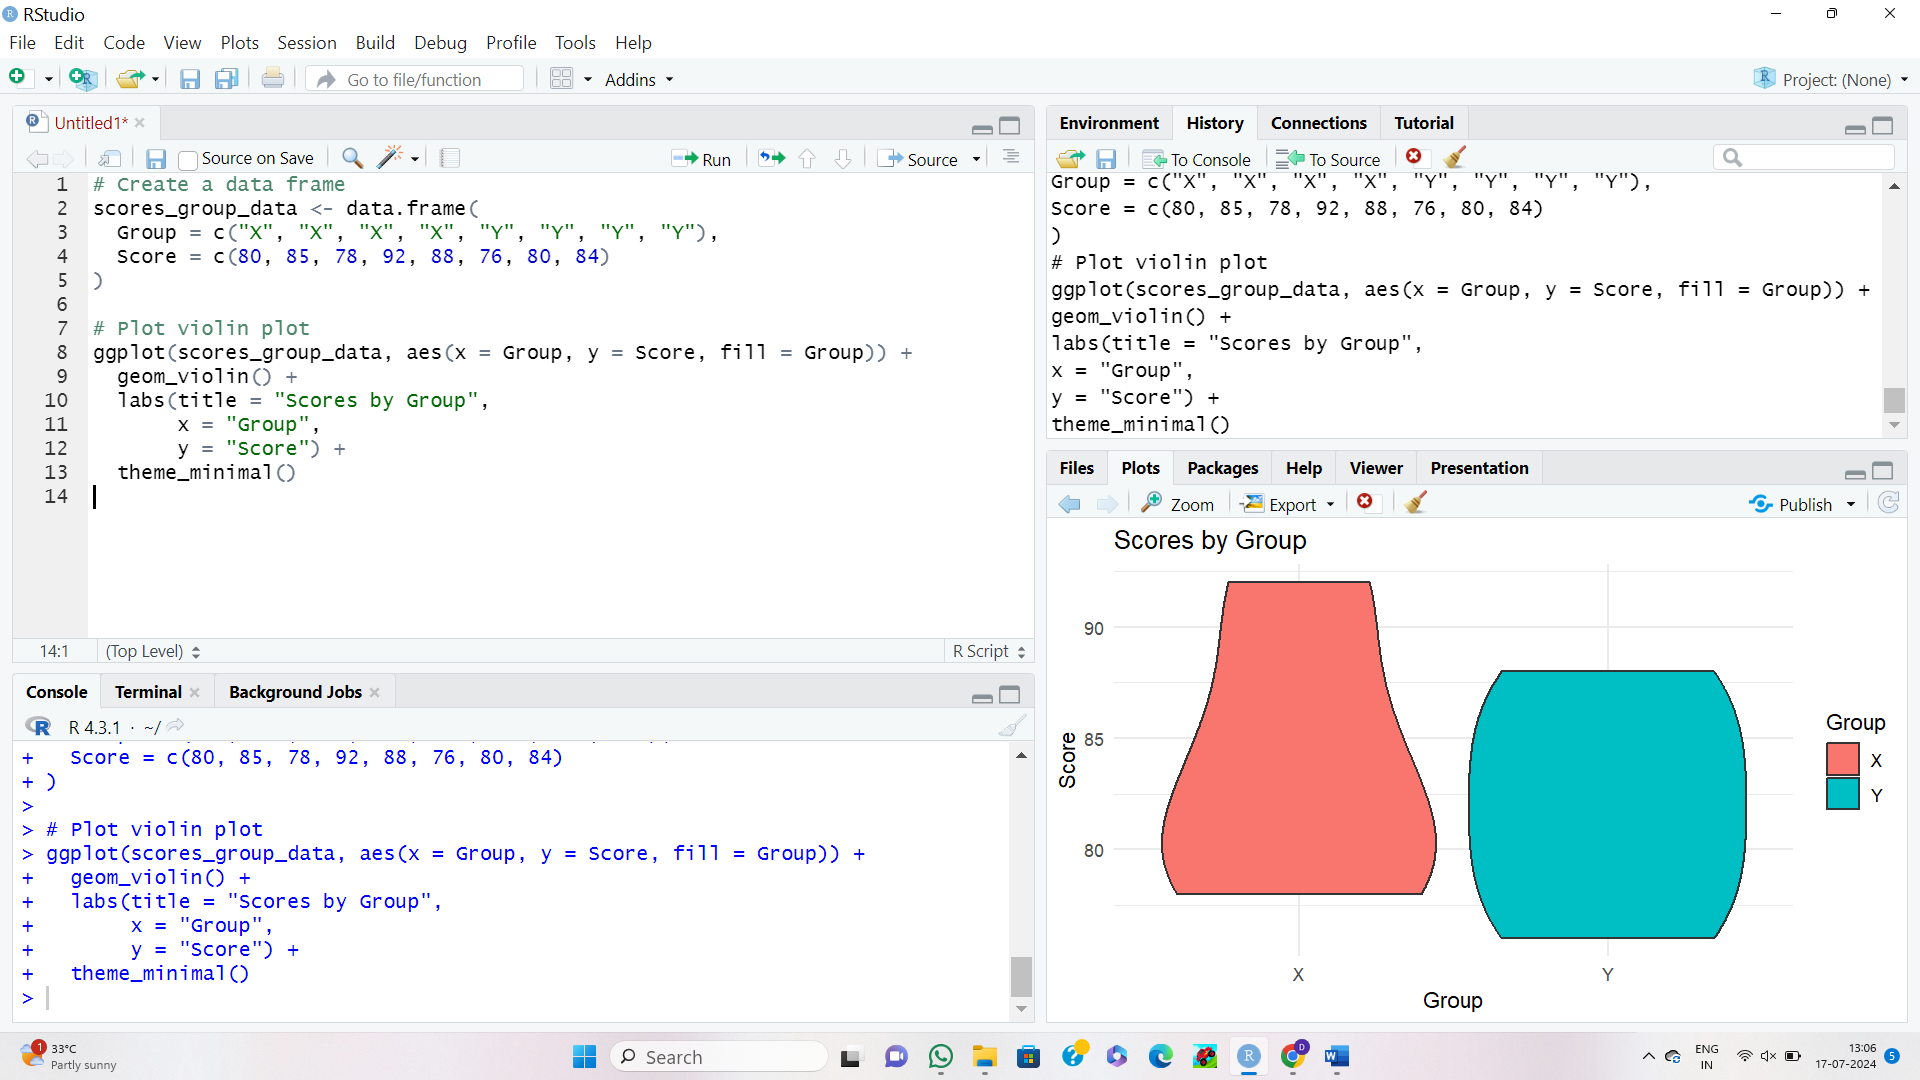 RStudio
File Edit Code View Plots Session Build Debug Profile Tools Help
Go to file/function Addins Project: (None)
Untitled1*
Source on Save Run Source
1 # Create a data frame
2 scores_group_data <- data.frame(
3   Group = c("X", "X", "X", "X", "Y", "Y", "Y", "Y"),
4   Score = c(80, 85, 78, 92, 88, 76, 80, 84)
5 )
6
7 # Plot violin plot
8 ggplot(scores_group_data, aes(x = Group, y = Score, fill = Group)) +
9   geom_violin() +
10   labs(title = "Scores by Group",
11        x = "Group",
12        y = "Score") +
13   theme_minimal()
14
14:1 (Top Level) R Script
Console Terminal Background Jobs
R 4.3.1 · ~/
+   Score = c(80, 85, 78, 92, 88, 76, 80, 84)
+ )
>
> # Plot violin plot
> ggplot(scores_group_data, aes(x = Group, y = Score, fill = Group)) +
+   geom_violin() +
+   labs(title = "Scores by Group",
+        x = "Group",
+        y = "Score") +
+   theme_minimal()
>
Environment History Connections Tutorial
To Console To Source
Group = c("X", "X", "X", "X", "Y", "Y", "Y", "Y"),
Score = c(80, 85, 78, 92, 88, 76, 80, 84)
)
# Plot violin plot
ggplot(scores_group_data, aes(x = Group, y = Score, fill = Group)) +
geom_violin() +
labs(title = "Scores by Group",
x = "Group",
y = "Score") +
theme_minimal()
Files Plots Packages Help Viewer Presentation
Zoom Export Publish
Scores by Group
90
85
80
Score
X Y
Group
Group
X
Y
1
33°C
Partly sunny
Search
ENG
IN
13:06
17-07-2024
5